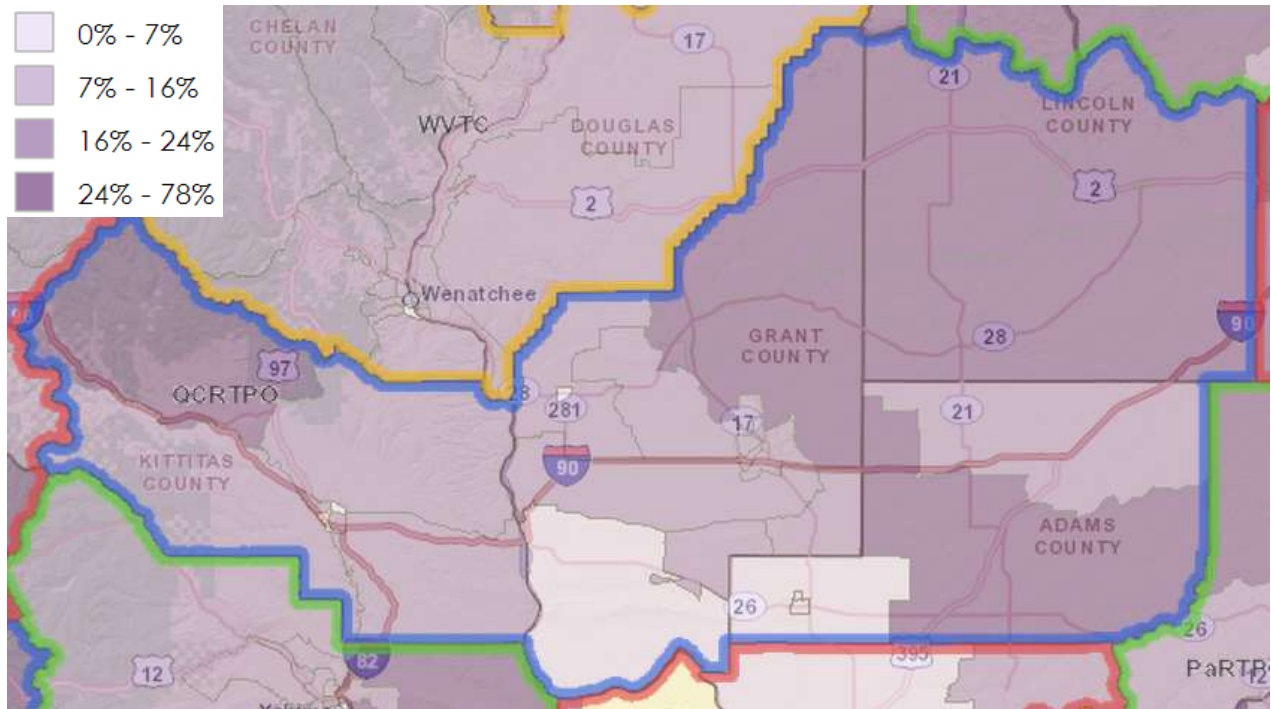 0% - 7%
7% - 16%
16% - 24%
24% - 78%
CHELAN
COUNTY
17
21
WVTC
DOUGLAS
COUNTY
LINCOLN
COUNTY
2
2
Wenatchee
90
97
QCRTPO
28
281
GRANT
COUNTY
28
17
21
90
KITTITAS
COUNTY
ADAMS
COUNTY
26
26
82
395
12
PaRTP
12